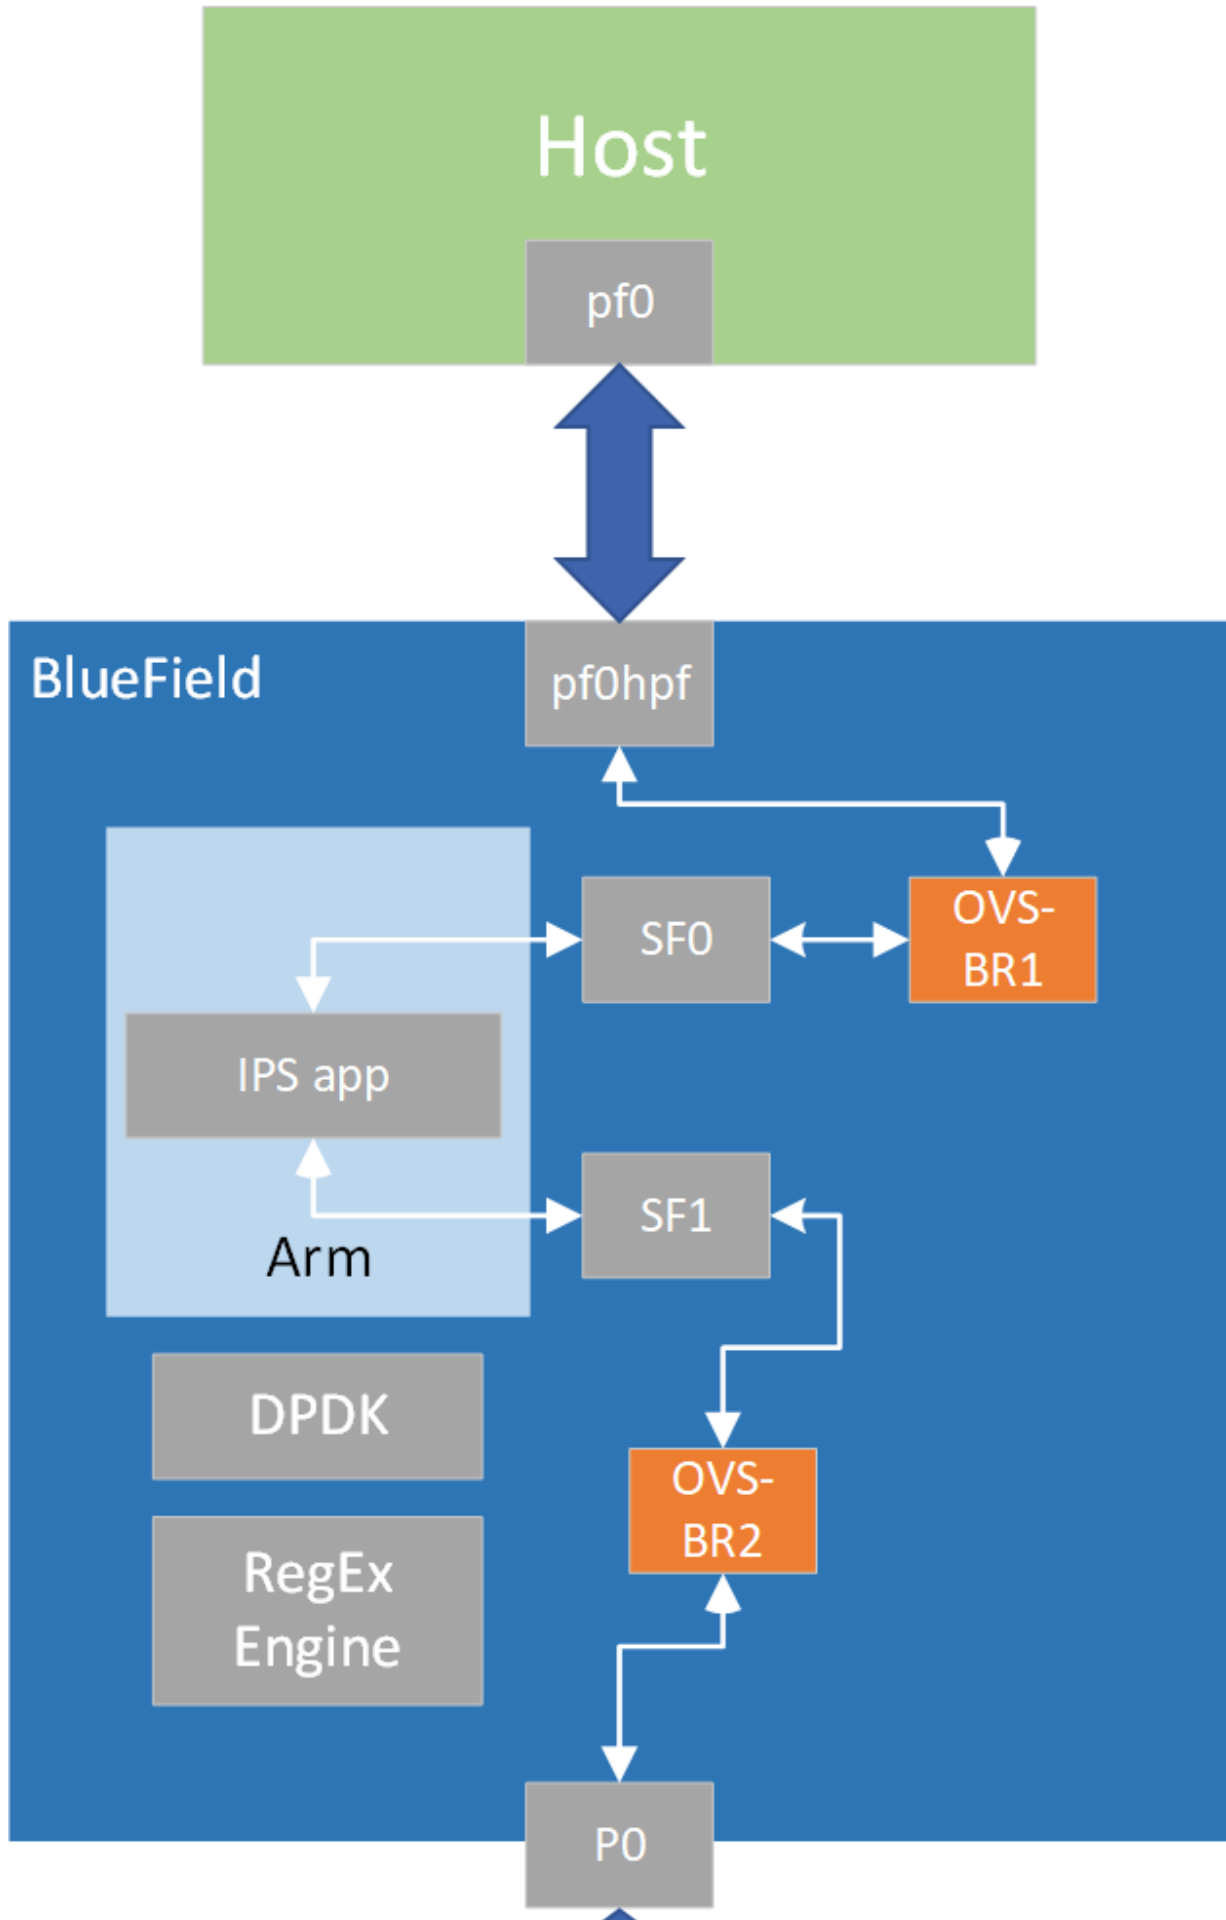 Host
pf0
BlueField
pf0hpf
SF0
OVS-
BR1
IPS app
SF1
Arm
DPDK
OVS-
BR2
RegEx
Engine
P0